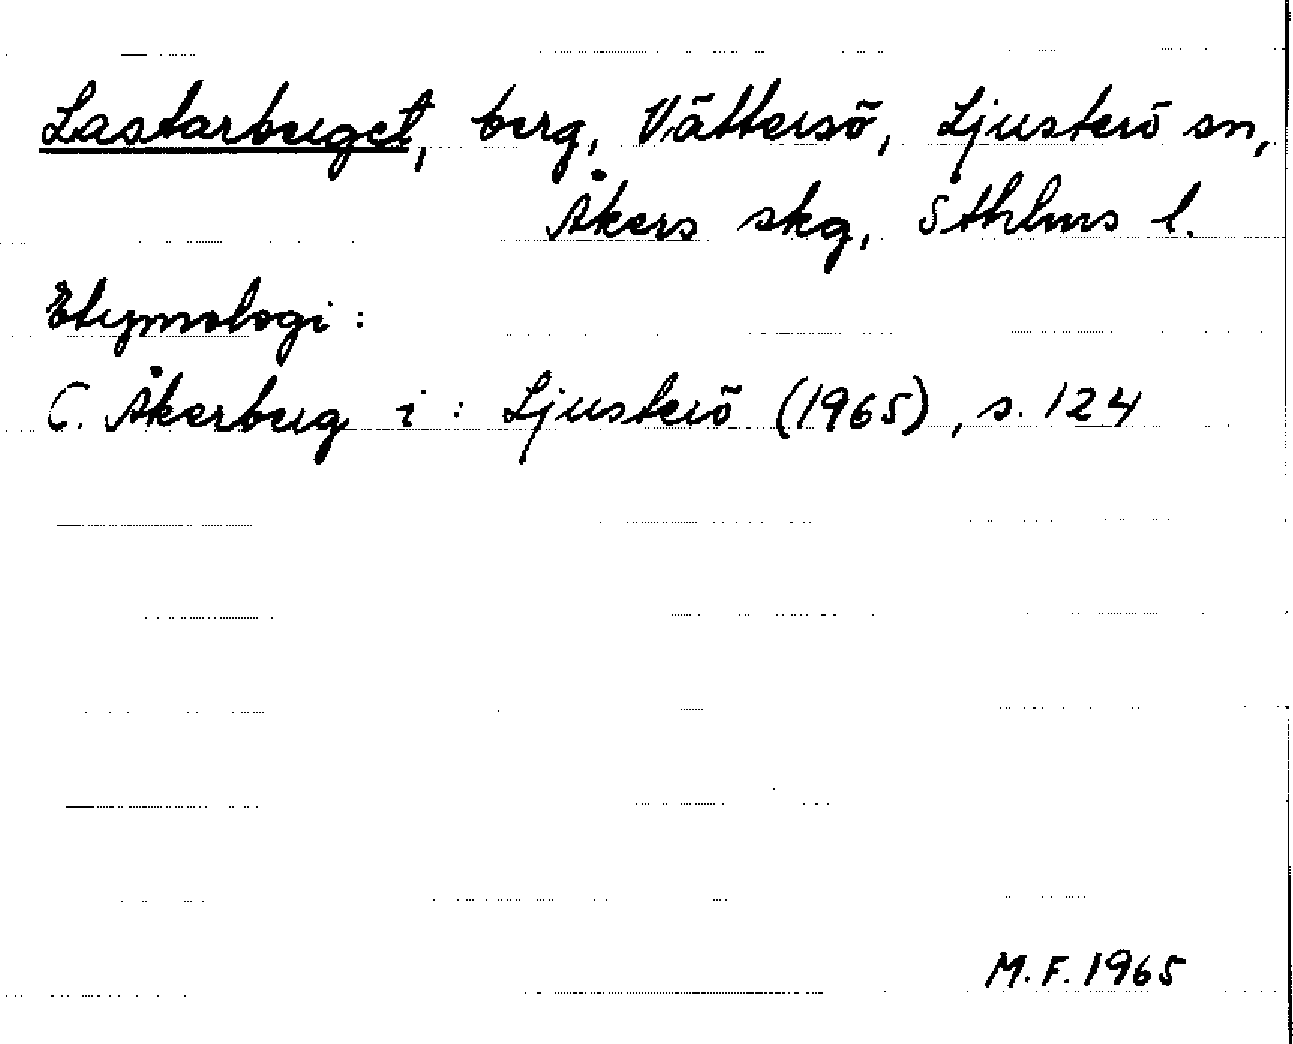 Lastarberget, berg, Vättersö, Ljusterö sn,
Åkers skg, Sthlms l.
Etymologi:
C. Åkerberg i: Ljusterö (1965), s. 124
M.F. 1965